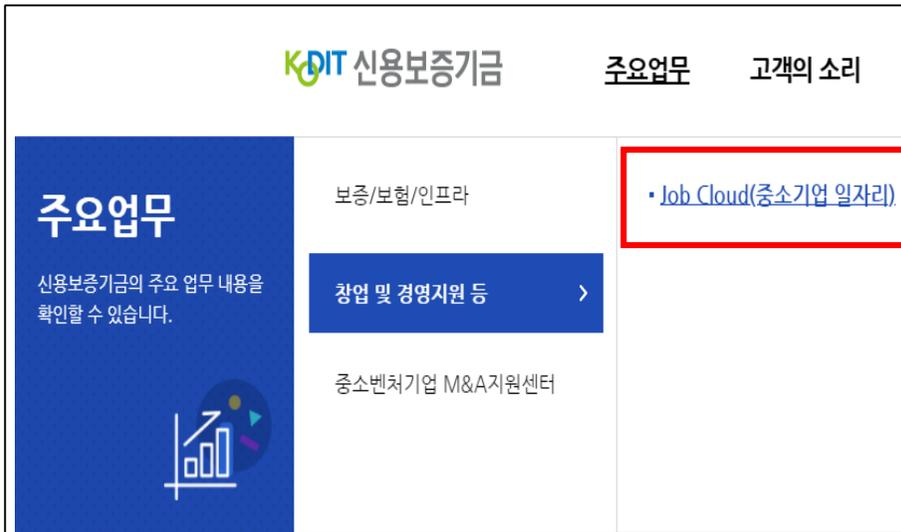 KODIT 신용보증기금
주요업무
고객의 소리
주요업무
신용보증기금의 주요 업무 내용을
확인할 수 있습니다.
보증/보험/인프라
창업 및 경영지원 등 >
중소벤처기업 M&A지원센터
• Job Cloud(중소기업 일자리)